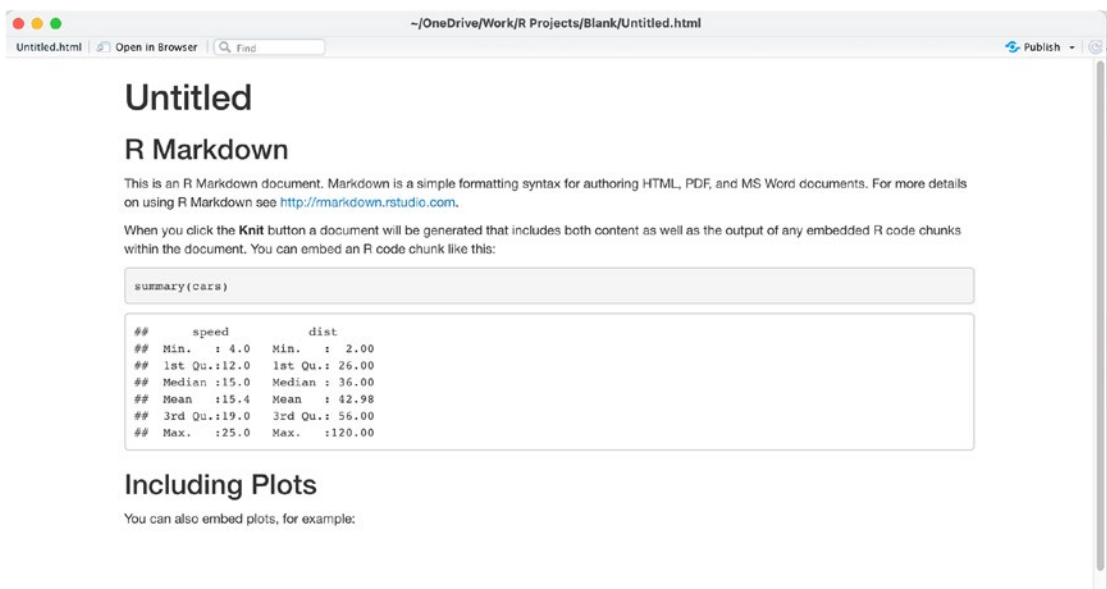 ~/OneDrive/Work/R Projects/Blank/Untitled.html
Untitled.html Open in Browser Find Publish
Untitled
R Markdown
This is an R Markdown document. Markdown is a simple formatting syntax for authoring HTML, PDF, and MS Word documents. For more details
on using R Markdown see http://rmarkdown.rstudio.com.
When you click the Knit button a document will be generated that includes both content as well as the output of any embedded R code chunks
within the document. You can embed an R code chunk like this:
summary(cars)
##      speed           dist
##  Min.   : 4.0   Min.   :  2.00
##  1st Qu.:12.0   1st Qu.: 26.00
##  Median :15.0   Median : 36.00
##  Mean   :15.4   Mean   : 42.98
##  3rd Qu.:19.0   3rd Qu.: 56.00
##  Max.   :25.0   Max.   :120.00
Including Plots
You can also embed plots, for example: